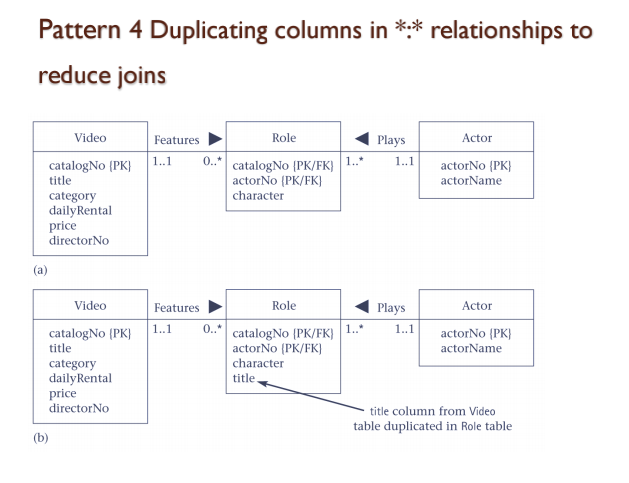 Pattern 4 Duplicating columns in *:* relationships to
reduce joins
Video
Features
Role
Plays
Actor
catalogNo {PK}
title
category
dailyRental
price
directorNo
1..1
0..*
catalogNo {PK/FK}
actorNo {PK/FK}
character
1..*
1..1
actorNo {PK}
actorName
(a)
Video
Features
Role
Plays
Actor
catalogNo {PK}
title
category
dailyRental
price
directorNo
1..1
0..*
catalogNo {PK/FK}
actorNo {PK/FK}
character
title
1..*
1..1
actorNo {PK}
actorName
title column from Video
table duplicated in Role table
(b)